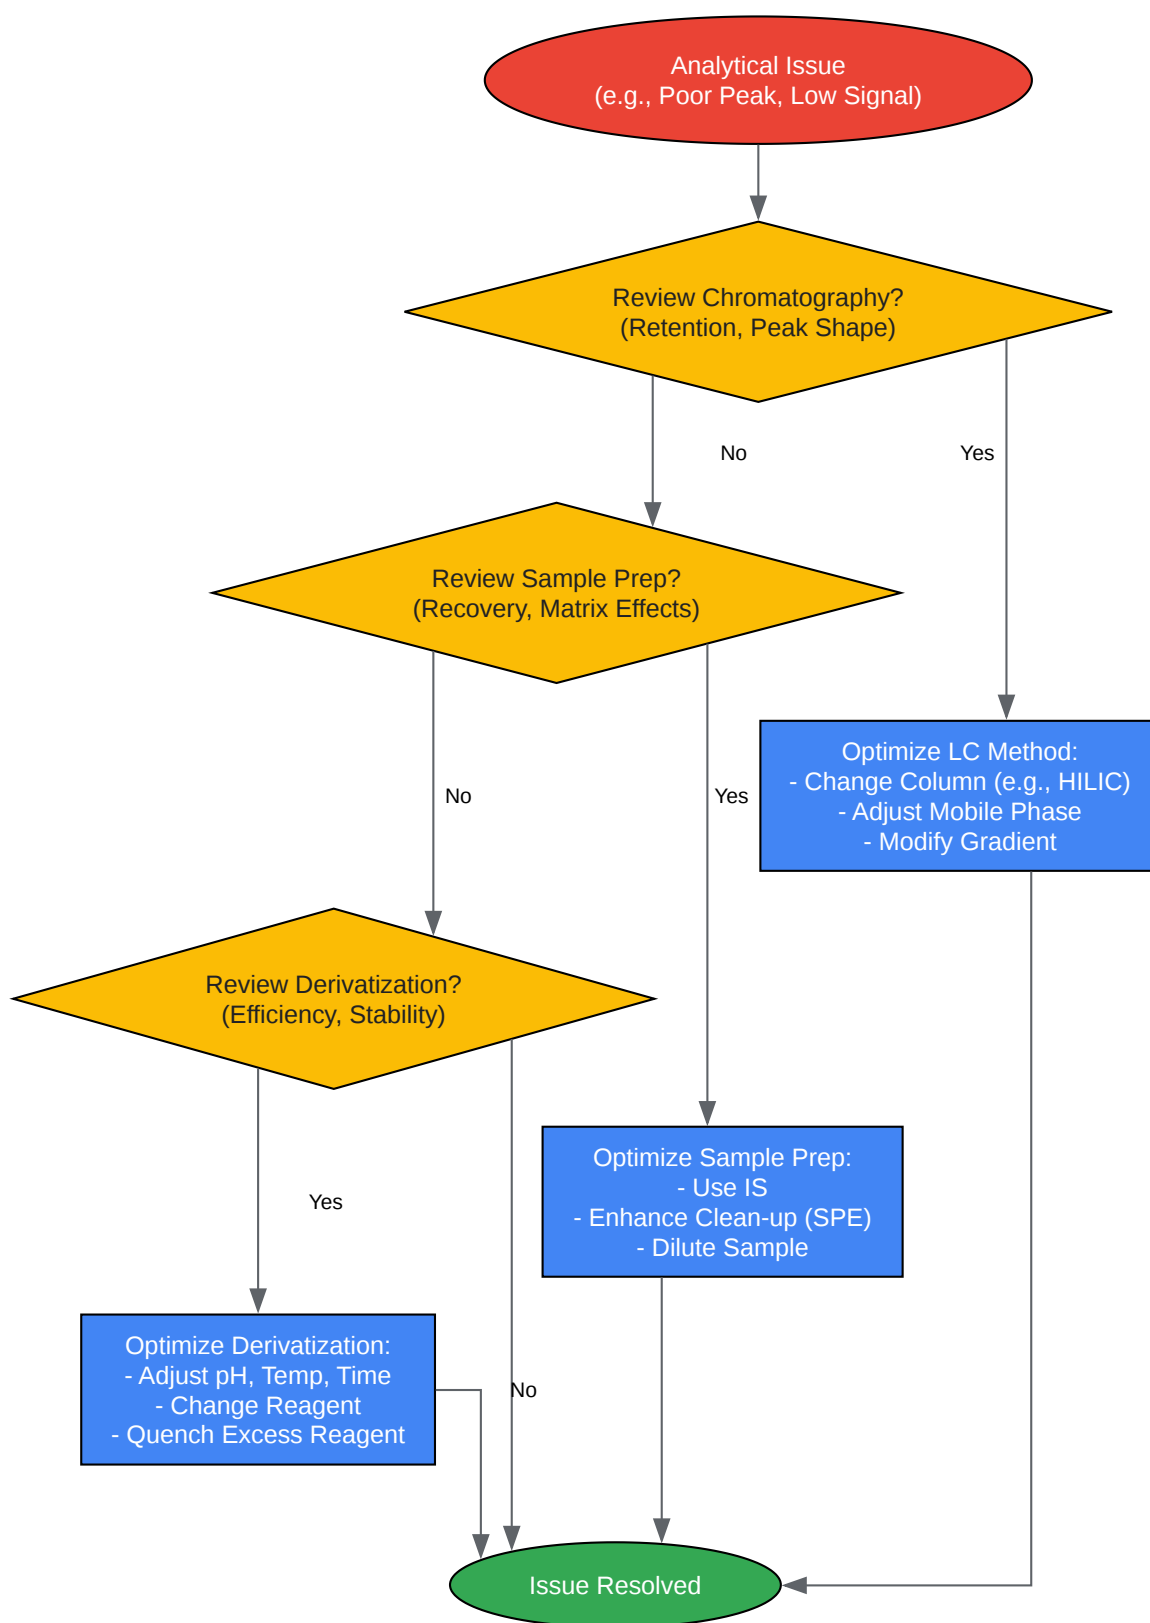 Analytical Issue
(e.g., Poor Peak, Low Signal)
Review Chromatography?
(Retention, Peak Shape)
No
Yes
Review Sample Prep?
(Recovery, Matrix Effects)
Optimize LC Method:
- Change Column (e.g., HILIC)
- Adjust Mobile Phase
- Modify Gradient
No
Yes
Review Derivatization?
(Efficiency, Stability)
Optimize Sample Prep:
- Use IS
- Enhance Clean-up (SPE)
- Dilute Sample
Yes
Optimize Derivatization:
- Adjust pH, Temp, Time
- Change Reagent
- Quench Excess Reagent
No
Issue Resolved